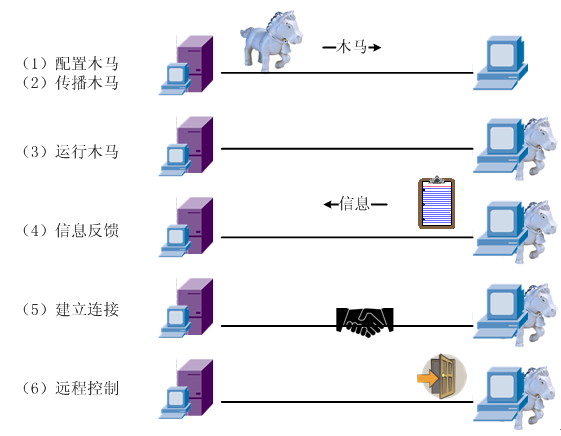 木马
（1）配置木马
（2）传播木马
（3）运行木马
信息
（4）信息反馈
（5）建立连接
（6）远程控制